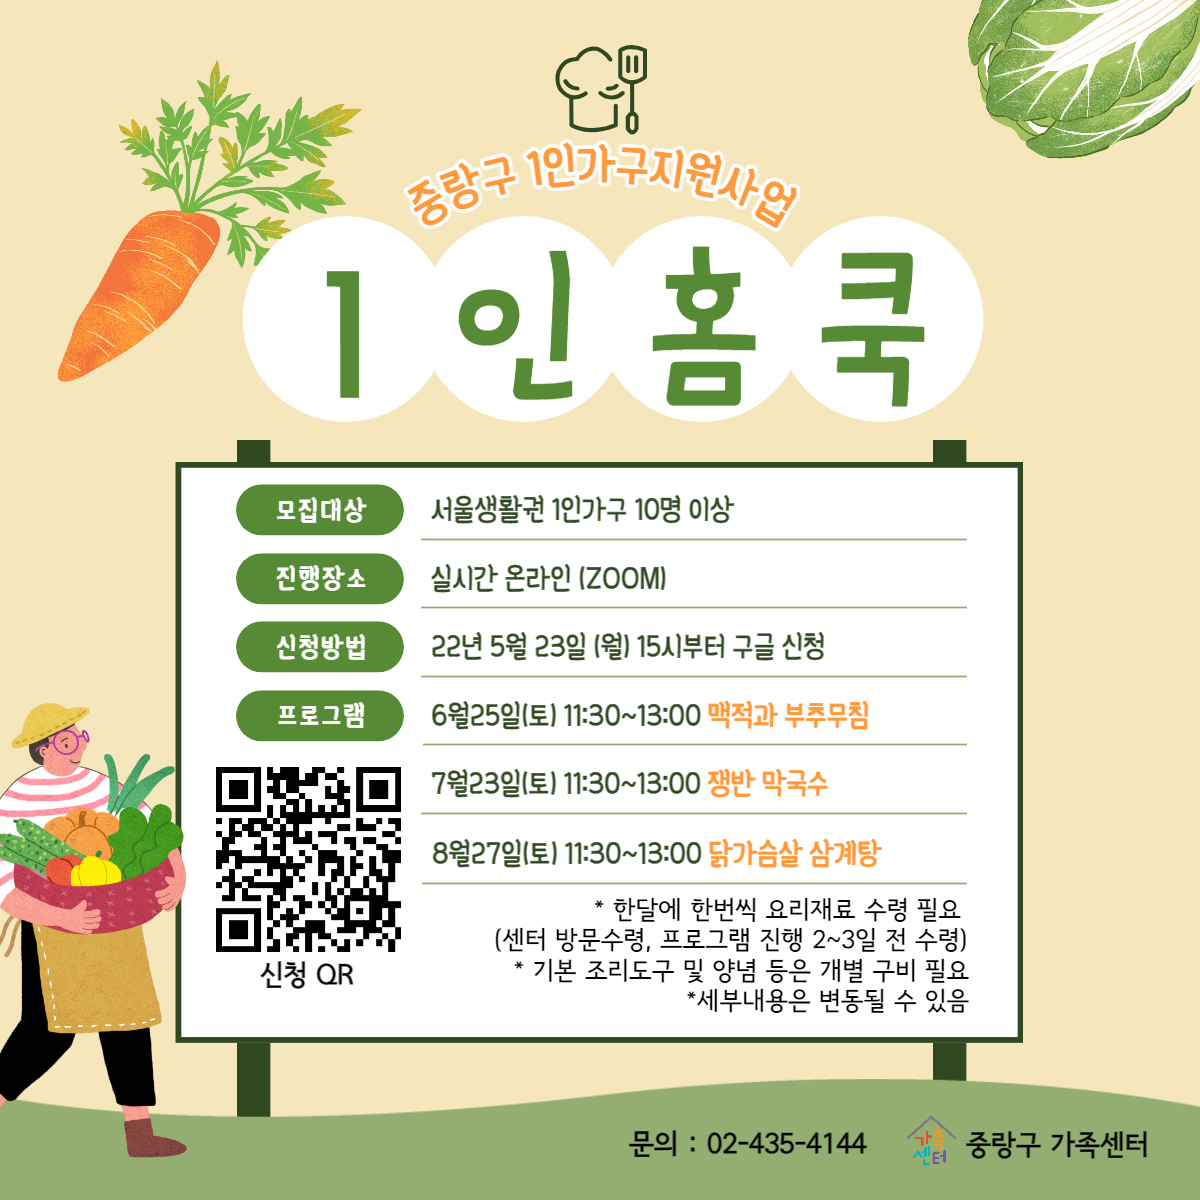 중랑구 1인가구지원사업
1인홈쿡
모집대상 서울생활권 1인가구 10명 이상
진행장소 실시간 온라인 (ZOOM)
신청방법 22년 5월 23일 (월) 15시부터 구글 신청
프로그램 6월25일(토) 11:30~13:00 맥적과 부추무침
7월23일(토) 11:30~13:00 쟁반 막국수
8월27일(토) 11:30~13:00 닭가슴살 삼계탕
신청 QR
* 한달에 한번씩 요리재료 수령 필요
(센터 방문수령, 프로그램 진행 2~3일 전 수령)
* 기본 조리도구 및 양념 등은 개별 구비 필요
*세부내용은 변동될 수 있음
문의 : 02-435-4144 가족센터 중랑구 가족센터